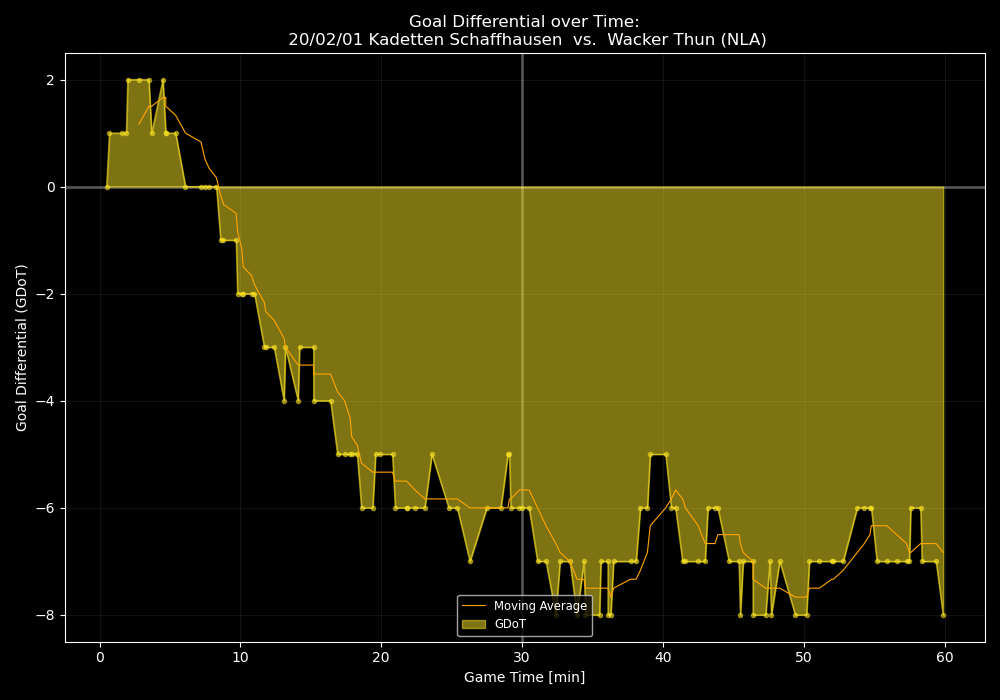 Goal Differential over Time:
20/02/01 Kadetten Schaffhausen  vs.  Wacker Thun (NLA)
Goal Differential (GDoT)
2
0
−2
−4
−6
−8
Moving Average
GDoT
0 10 20 30 40 50 60
Game Time [min]